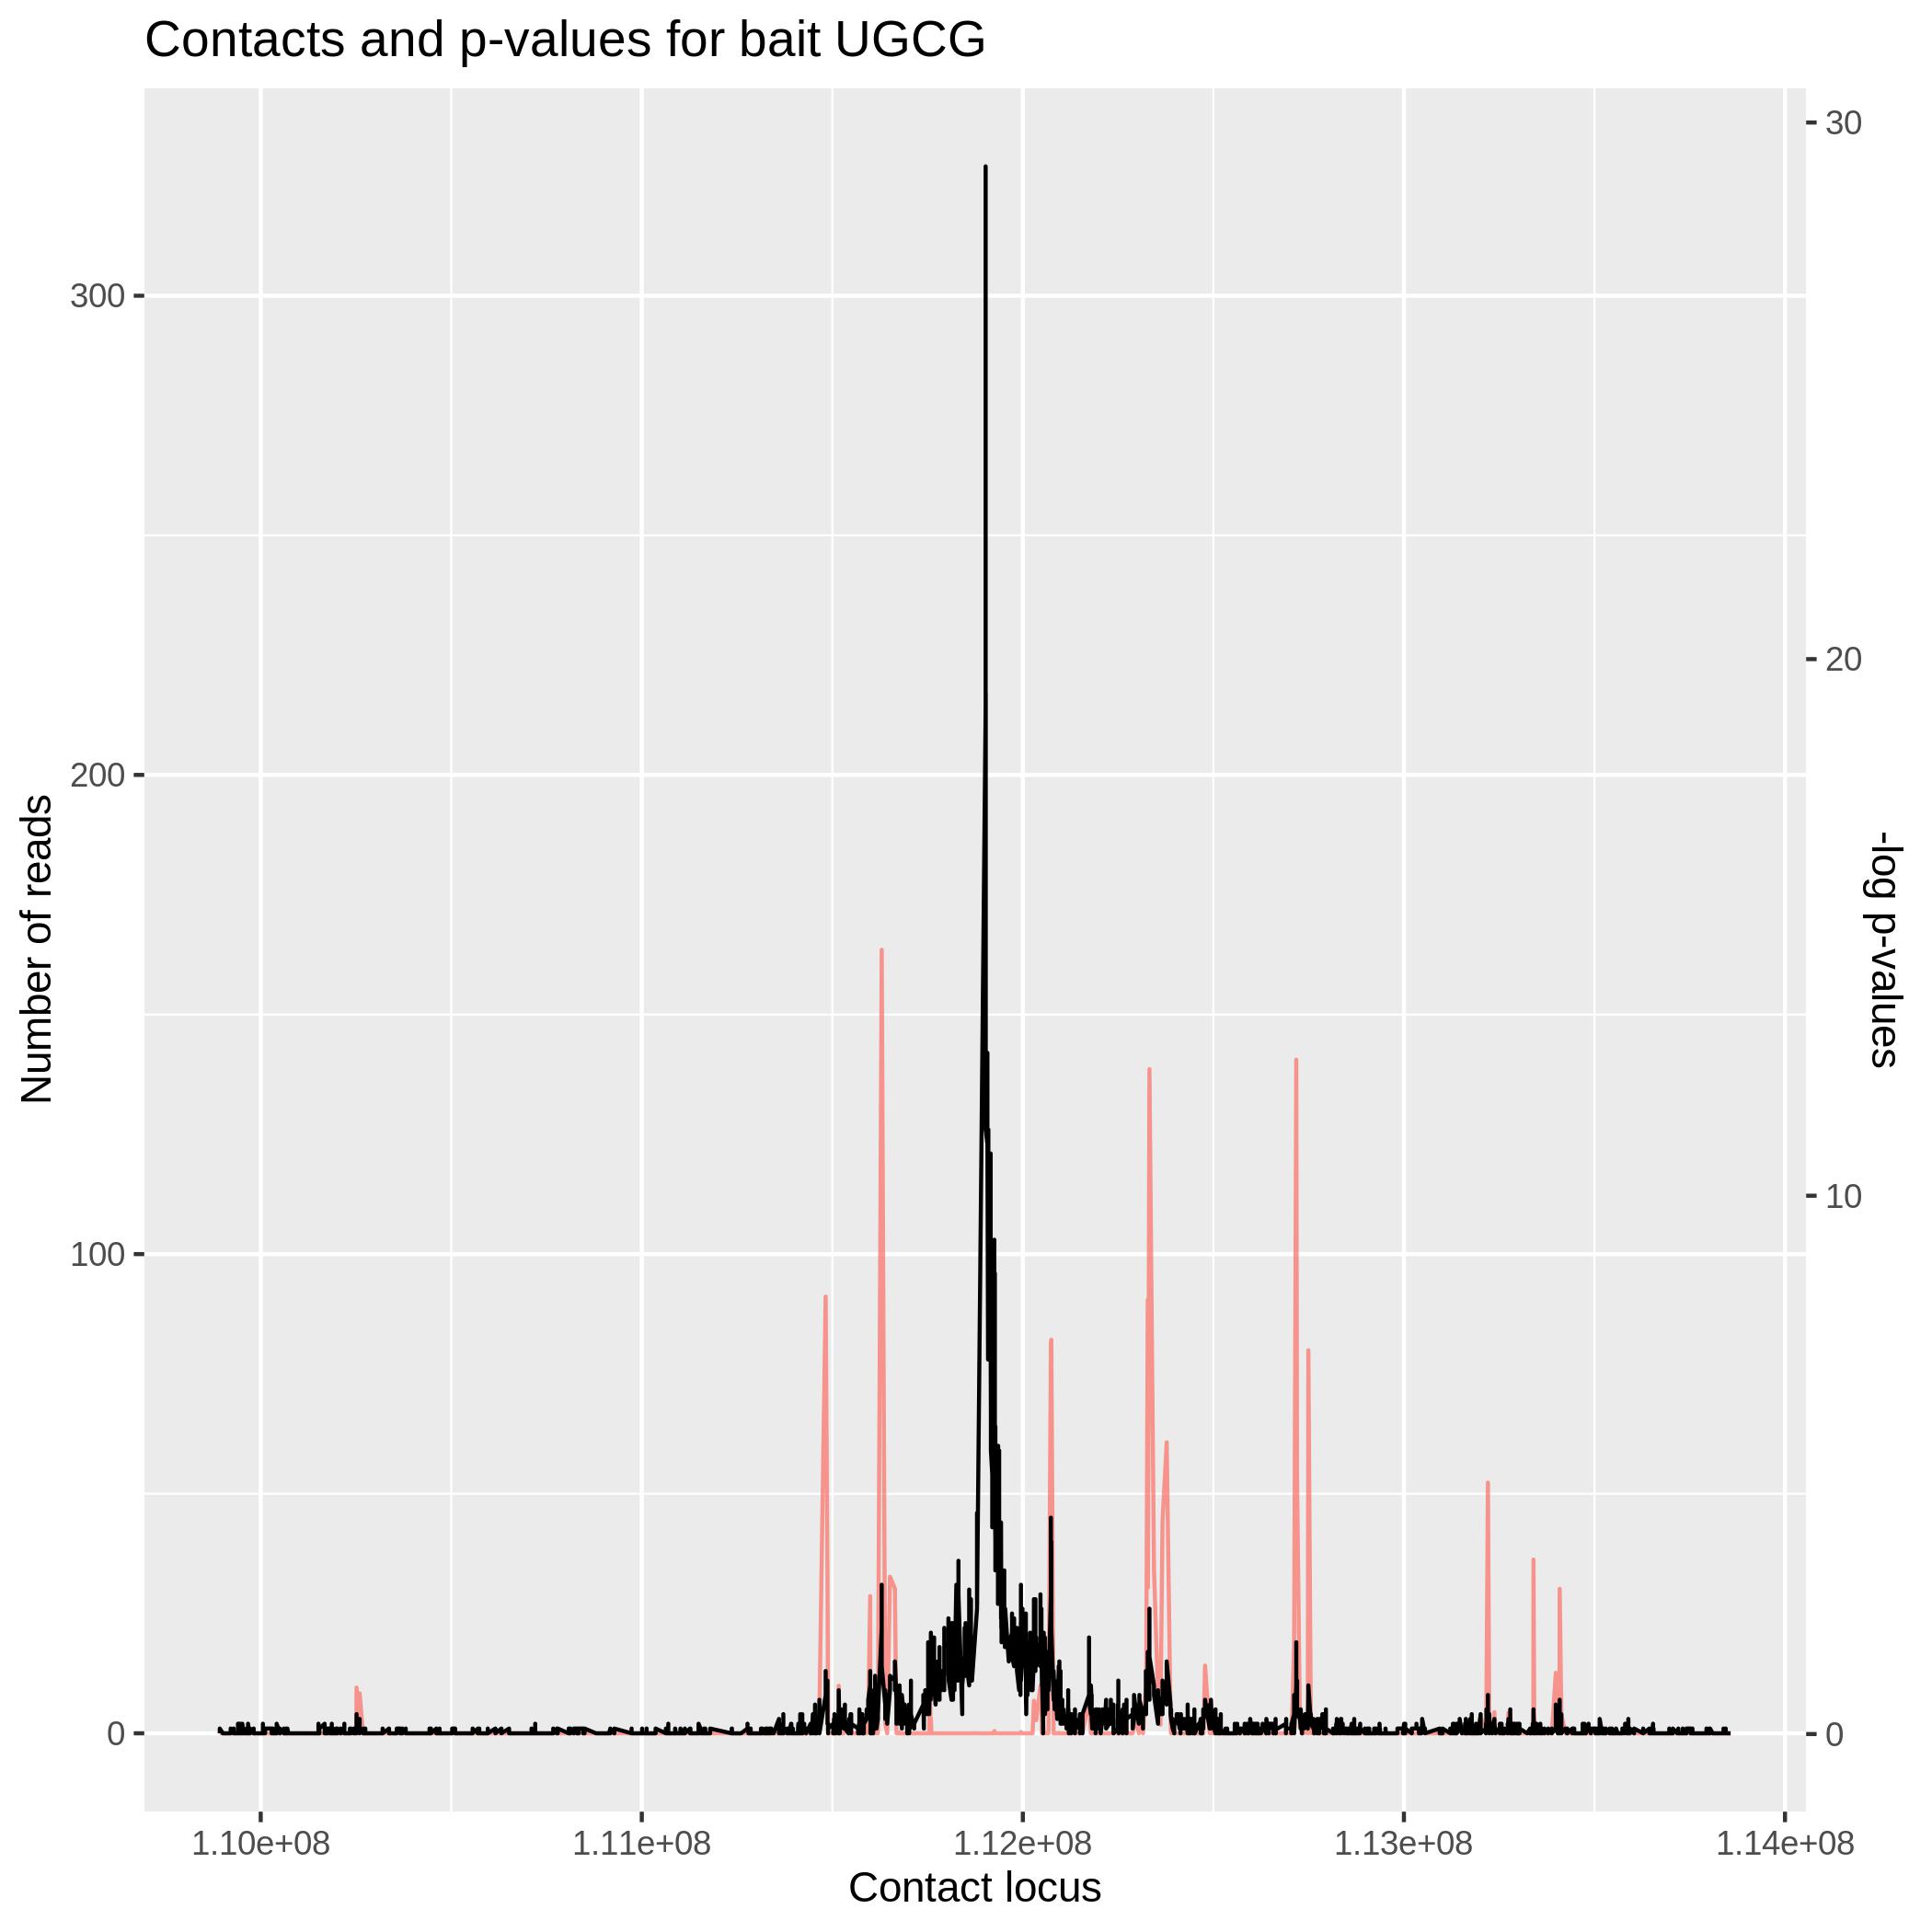 Contacts and p-values for bait UGCG
30
300
20
200
10
100
0
0
Number of reads
-log p-values
1.10e+08
1.11e+08
1.12e+08
1.13e+08
1.14e+08
Contact locus